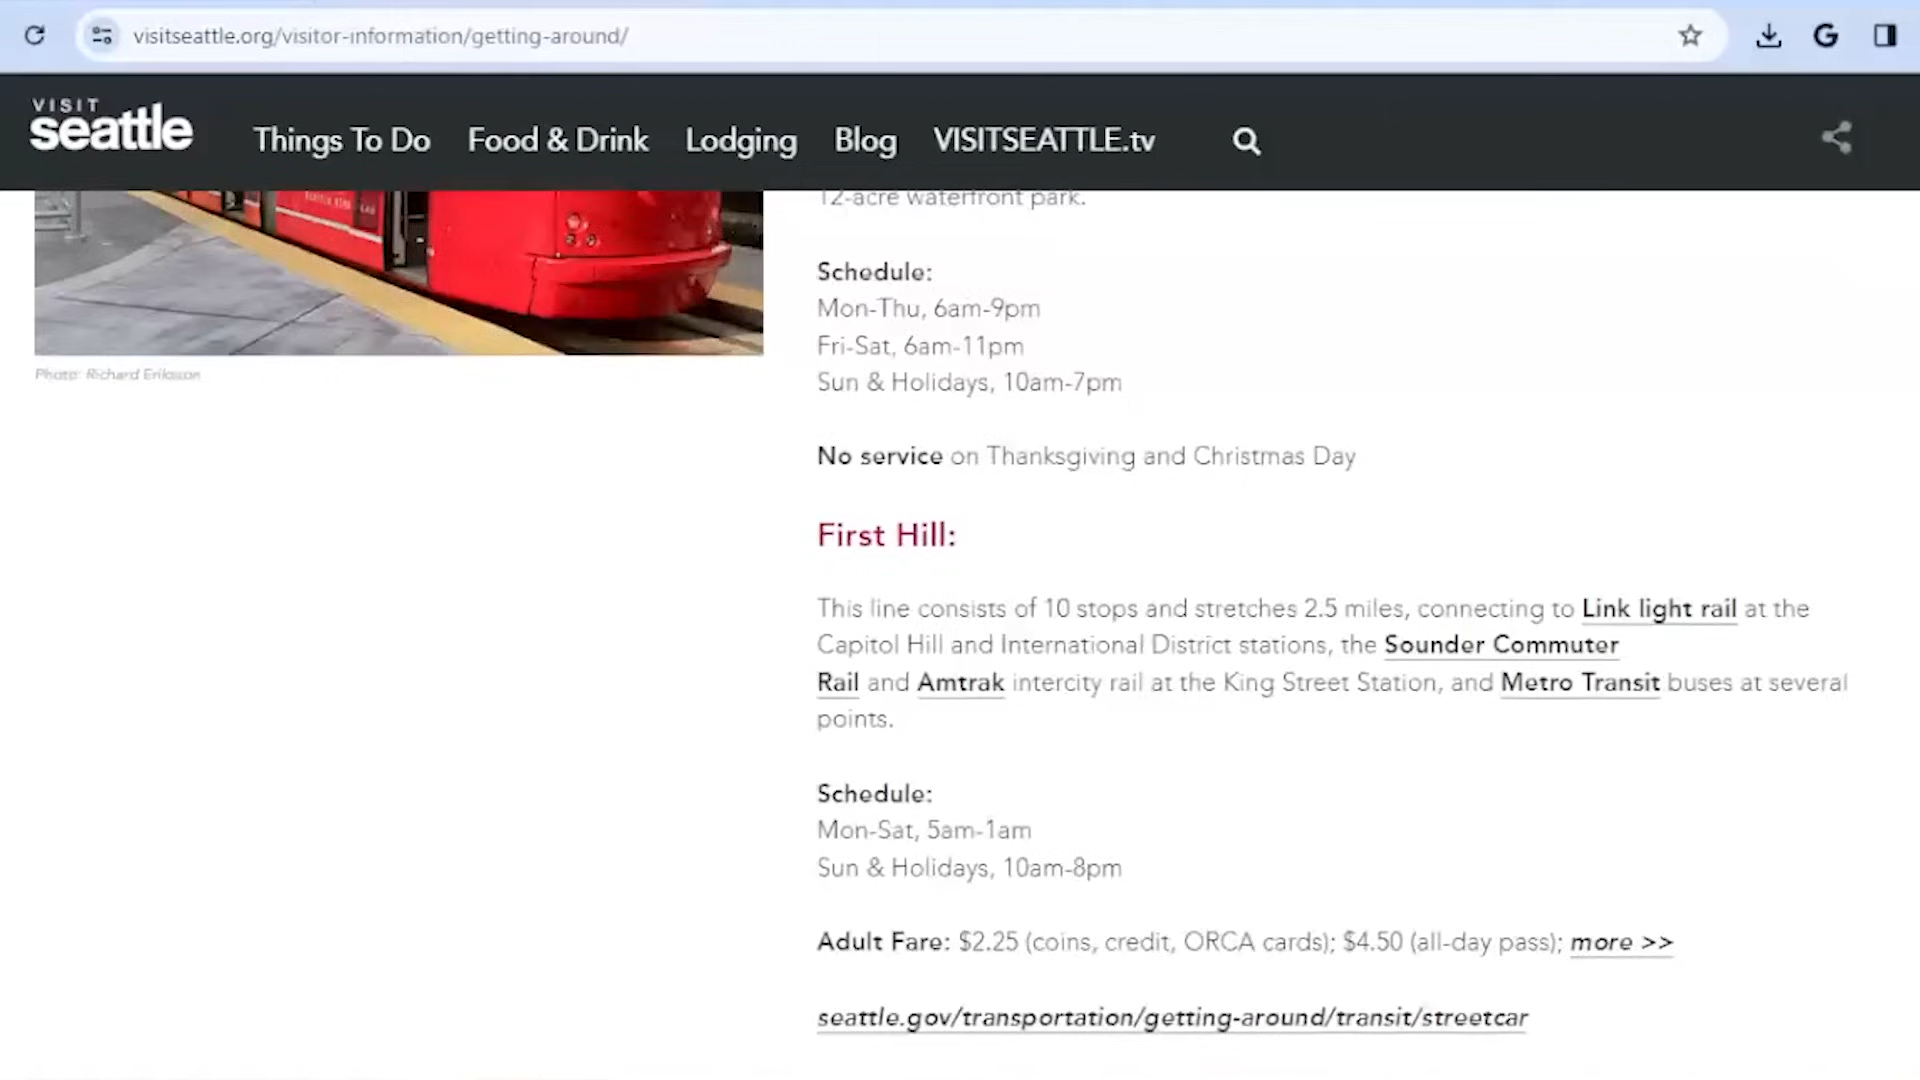 visitseattle.org/visitor-information/getting-around/
VISIT
seattle
Things To Do
Food & Drink
Lodging
Blog
VISITSEATTLE.tv
12-acre waterfront park.
Photo: Richard Eriksson
Schedule:
Mon-Thu, 6am-9pm
Fri-Sat, 6am-11pm
Sun & Holidays, 10am-7pm
No service on Thanksgiving and Christmas Day
First Hill:
This line consists of 10 stops and stretches 2.5 miles, connecting to Link light rail at the
Capitol Hill and International District stations, the Sounder Commuter
Rail and Amtrak intercity rail at the King Street Station, and Metro Transit buses at several
points.
Schedule:
Mon-Sat, 5am-1am
Sun & Holidays, 10am-8pm
Adult Fare: $2.25 (coins, credit, ORCA cards); $4.50 (all-day pass); more >>
seattle.gov/transportation/getting-around/transit/streetcar